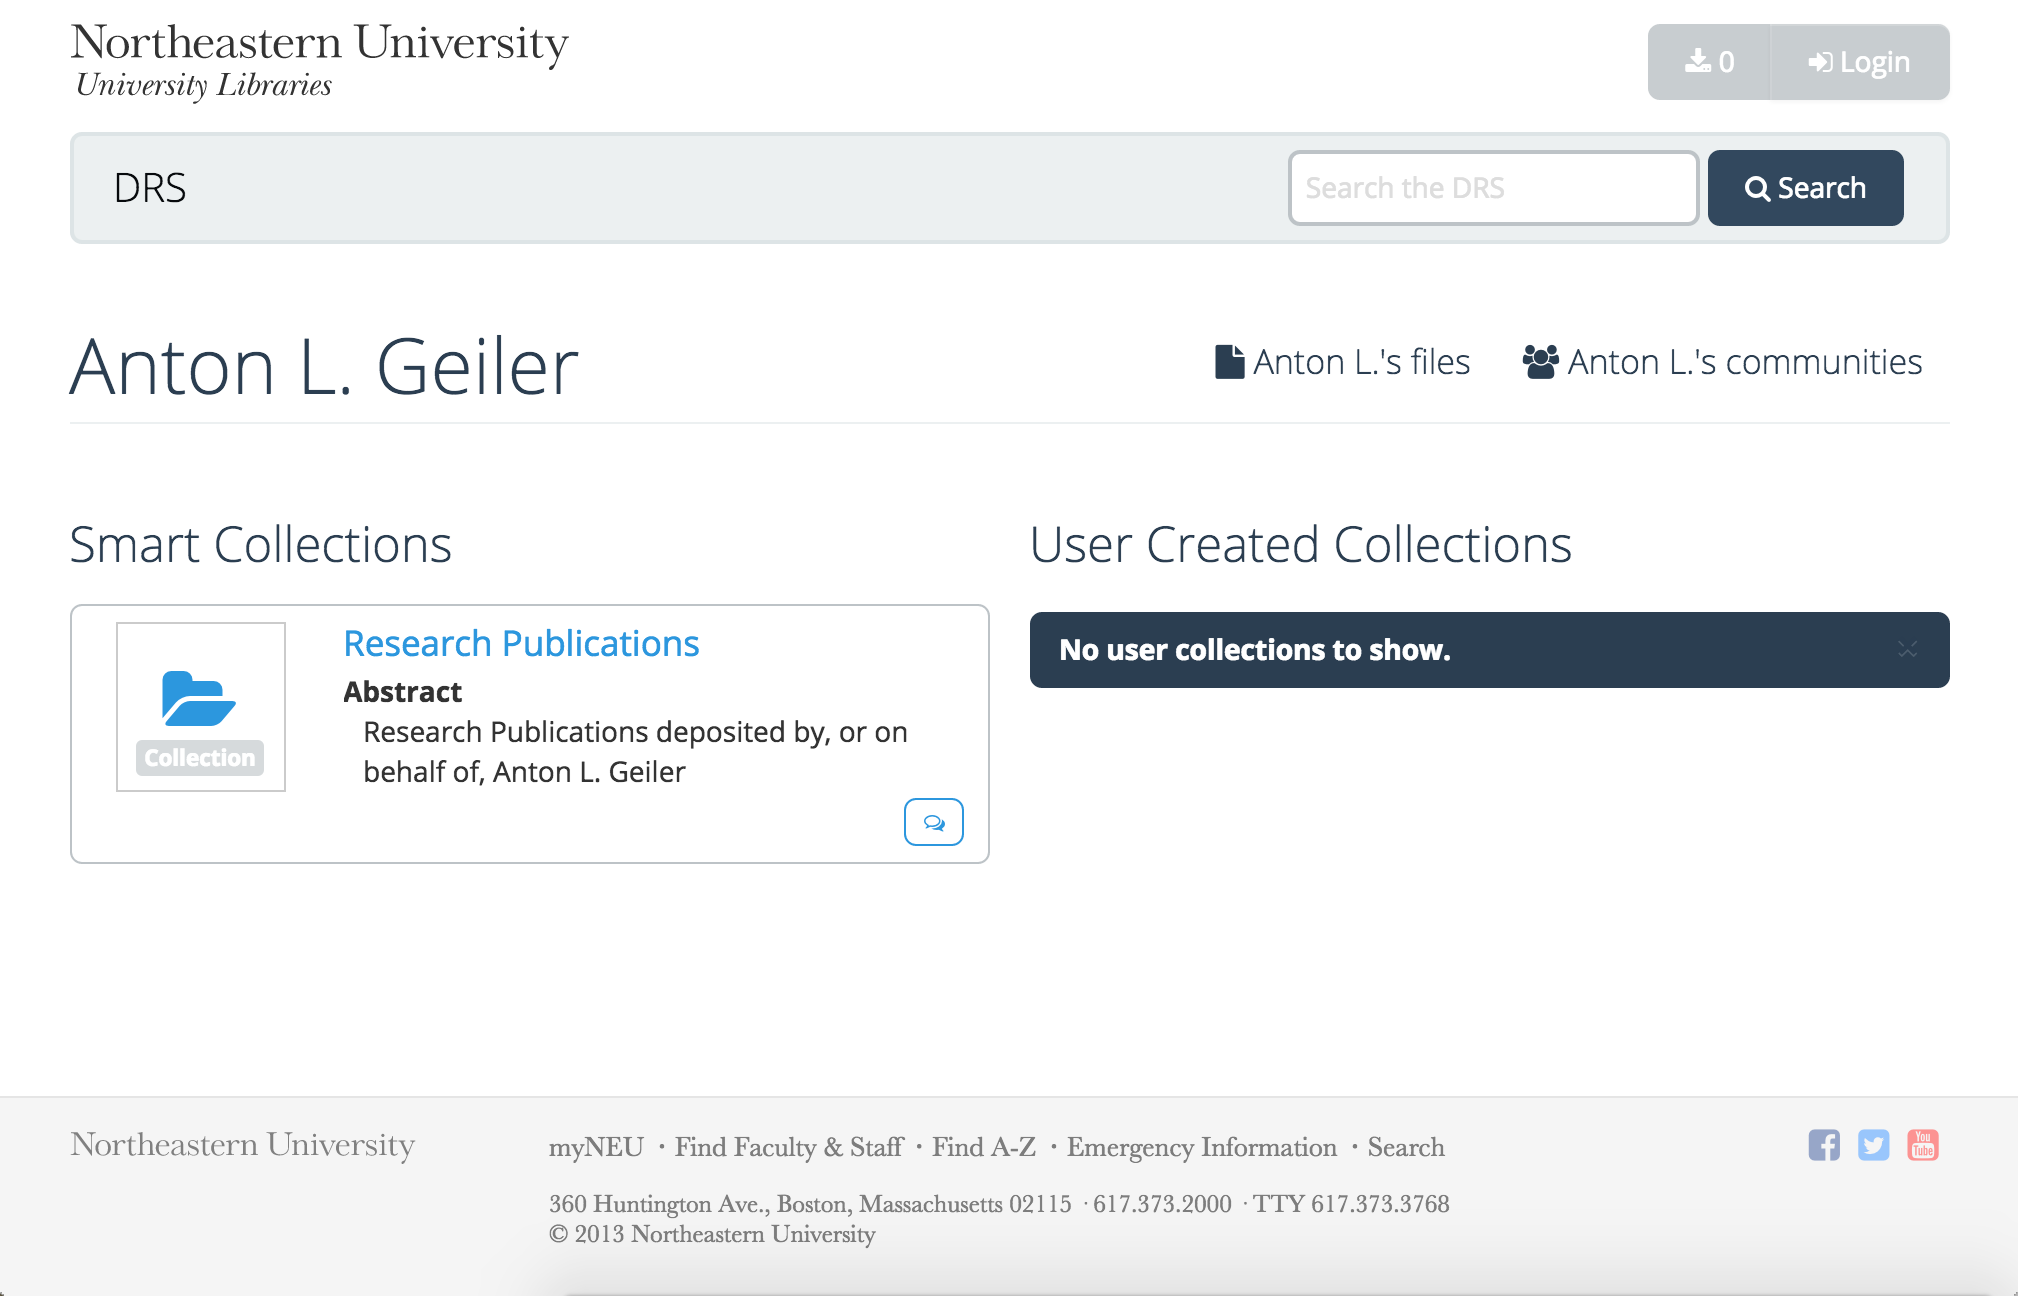 Northeastern University
University Libraries
0
Login
DRS
Search the DRS
Search
Anton L. Geiler
Anton L.'s files
Anton L.'s communities
Smart Collections
Collection
Research Publications
Abstract
Research Publications deposited by, or on
behalf of, Anton L. Geiler
User Created Collections
No user collections to show.
Northeastern University
myNEU · Find Faculty & Staff · Find A-Z · Emergency Information · Search
360 Huntington Ave., Boston, Massachusetts 02115 · 617.373.2000 · TTY 617.373.3768
© 2013 Northeastern University
You
Tube